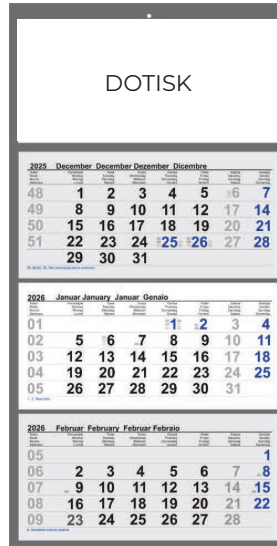 DOTISK
2025 December December Dezember Dicembre
48 1 2 3 4 5 6 7
49 8 9 10 11 12 13 14
50 15 16 17 18 19 20 21
51 22 23 24 25 26 27 28
29 30 31
2026 Januar January Januar Genaio
01 1 2 3 4
02 5 6 7 8 9 10 11
03 12 13 14 15 16 17 18
04 19 20 21 22 23 24 25
05 26 27 28 29 30 31
2026 Februar February Februar Febraio
05 1
06 2 3 4 5 6 7 8
07 9 10 11 12 13 14 15
08 16 17 18 19 20 21 22
09 23 24 25 26 27 28